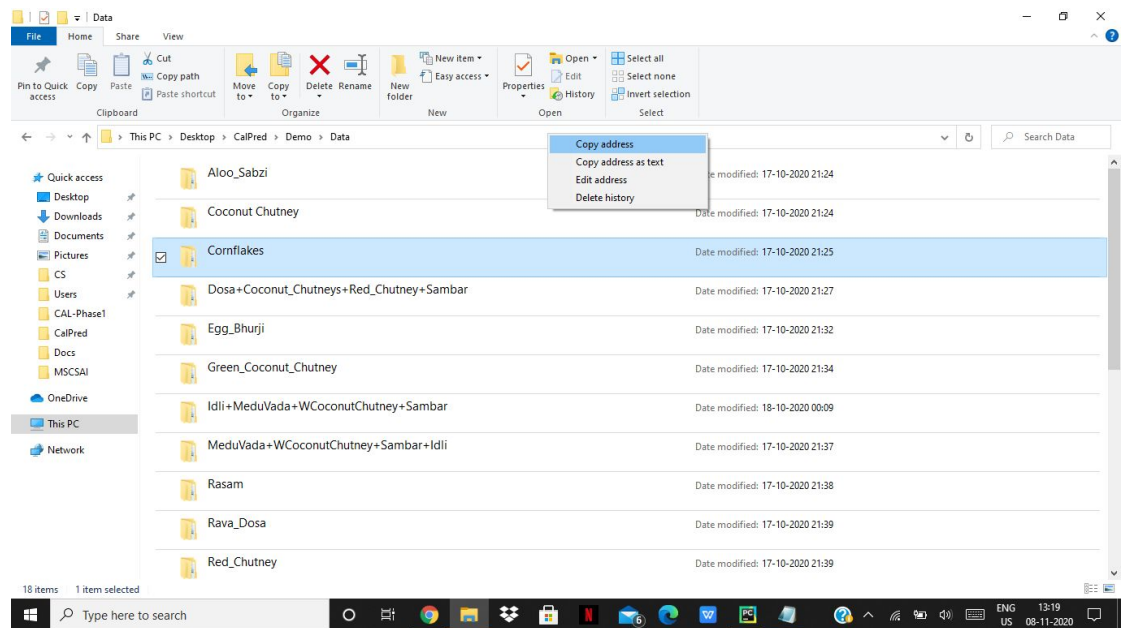 Data
File Home Share View
Pin to Quick access
Copy
Paste
Cut
Copy path
Paste shortcut
Clipboard
Move to
Copy to
Delete
Rename
Organize
New folder
New item
Easy access
New
Properties
Open
Edit
History
Open
Select all
Select none
Invert selection
Select
This PC > Desktop > CalPred > Demo > Data
Search Data
Copy address
Copy address as text
Edit address
Delete history
Quick access
Desktop
Downloads
Documents
Pictures
CS
Users
CAL-Phase1
CalPred
Docs
MSCSAI
OneDrive
This PC
Network
Aloo_Sabzi e modified: 17-10-2020 21:24
Coconut Chutney Date modified: 17-10-2020 21:24
Cornflakes Date modified: 17-10-2020 21:25
Dosa+Coconut_Chutneys+Red_Chutney+Sambar Date modified: 17-10-2020 21:27
Egg_Bhurji Date modified: 17-10-2020 21:32
Green_Coconut_Chutney Date modified: 17-10-2020 21:34
Idli+MeduVada+WCoconutChutney+Sambar Date modified: 18-10-2020 00:09
MeduVada+WCoconutChutney+Sambar+Idli Date modified: 17-10-2020 21:37
Rasam Date modified: 17-10-2020 21:38
Rava_Dosa Date modified: 17-10-2020 21:39
Red_Chutney Date modified: 17-10-2020 21:39
18 items 1 item selected
Type here to search
6
ENG
US
13:19
08-11-2020